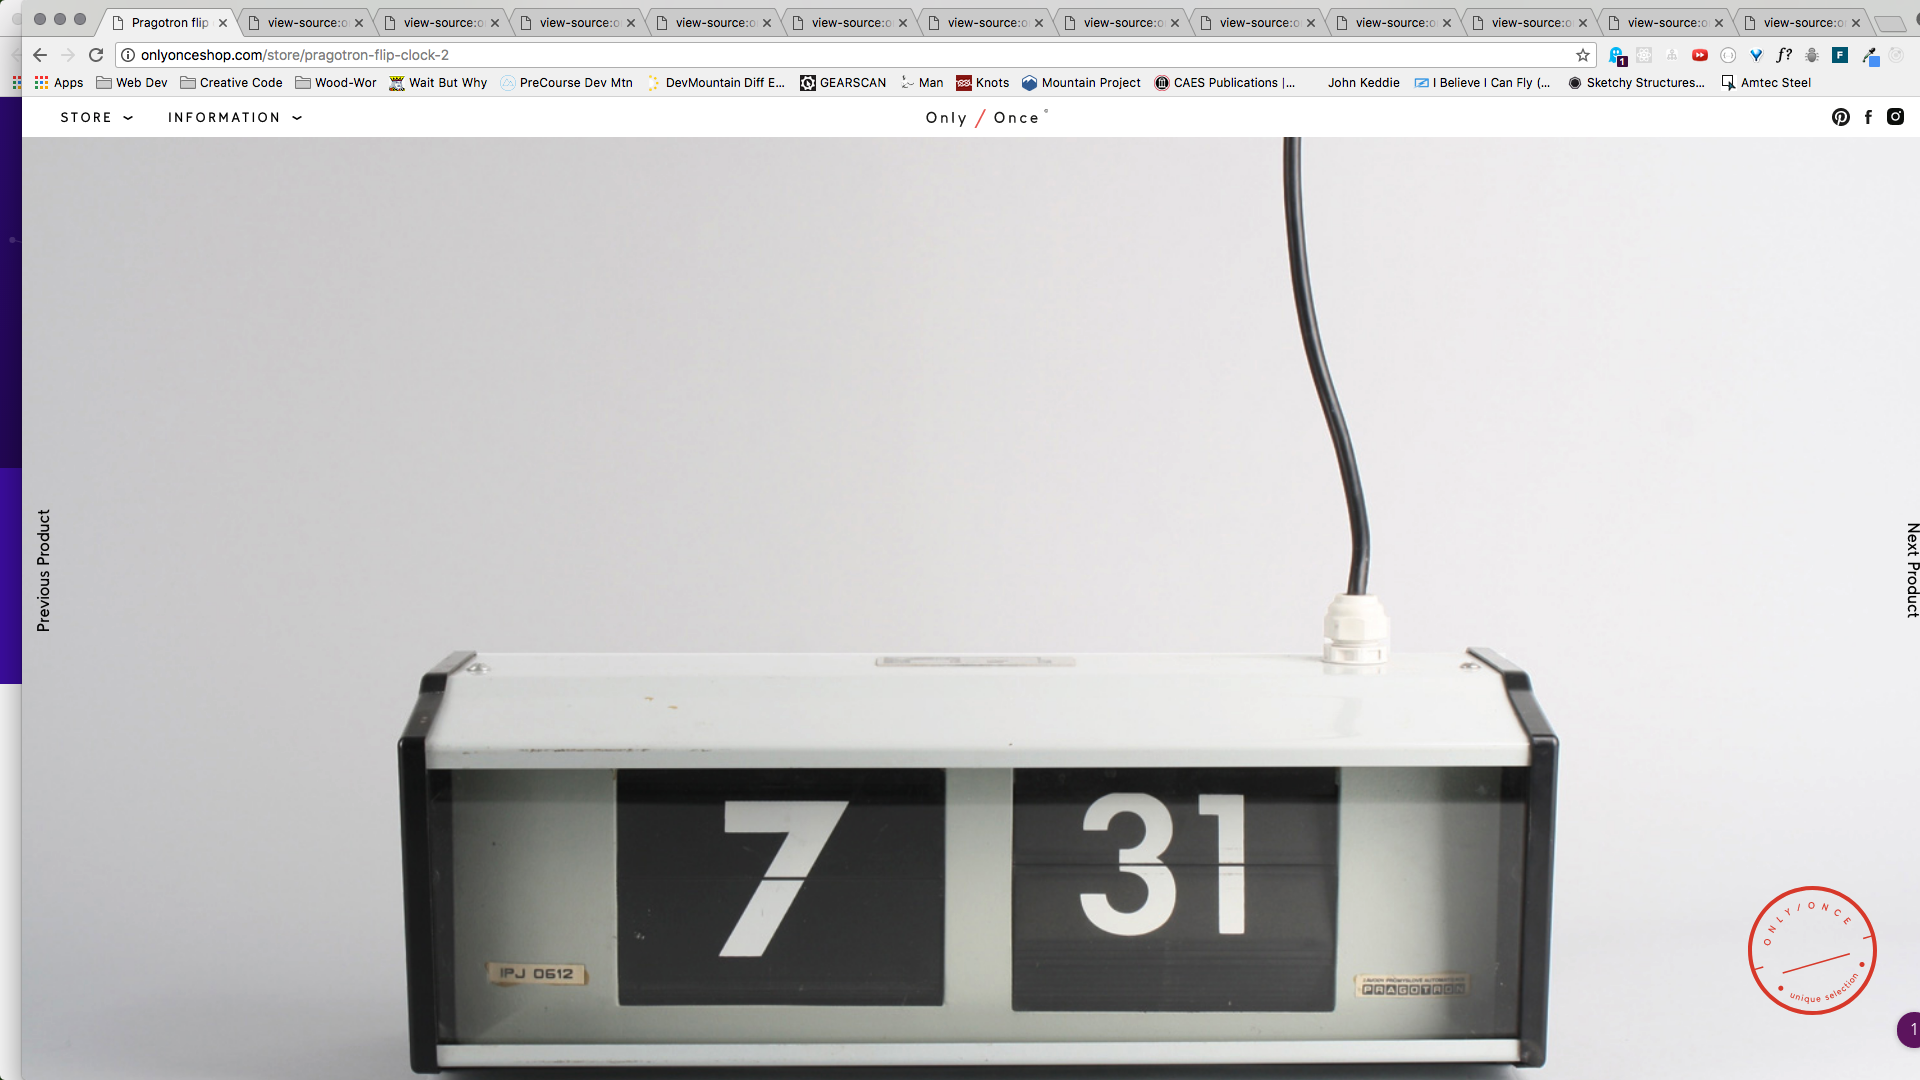 Pragotron flip
view-source:o
view-source:o
view-source:o
view-source:o
view-source:o
view-source:o
view-source:o
view-source:o
view-source:o
view-source:o
view-source:o
view-source:o
onlyonceshop.com/store/pragotron-flip-clock-2
1
f?
F
Apps
Web Dev
Creative Code
Wood-Wor
Wait But Why
PreCourse Dev Mtn
DevMountain Diff E...
GEARSCAN
Man
Knots
Mountain Project
CAES Publications |...
John Keddie
I Believe I Can Fly (...
Sketchy Structures...
Amtec Steel
STORE
INFORMATION
Only / Once
Previous Product
Next Product
7 31
IPJ 0612
PRAGOTRON
ONLY/ONCE
unique selection
1